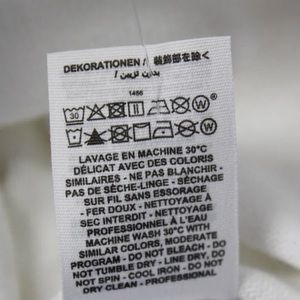 DEKORATIONEN / 装飾部を除く
بدون تزيين /
1486
30 P W
P W
LAVAGE EN MACHINE 30°C
DÉLICAT AVEC DES COLORIS
SIMILAIRES - NE PAS BLANCHIR -
PAS DE SÈCHE-LINGE - SÉCHAGE
SUR FIL SANS ESSORAGE
- FER DOUX - NETTOYAGE À
SEC INTERDIT - NETTOYAGE
PROFESSIONNEL À L'EAU
MACHINE WASH 30°C WITH
SIMILAR COLORS, MODERATE
PROGRAM - DO NOT BLEACH - DO
NOT TUMBLE DRY - LINE DRY, DO
NOT SPIN - COOL IRON - DO NOT
DRY CLEAN - PROFESSIONAL